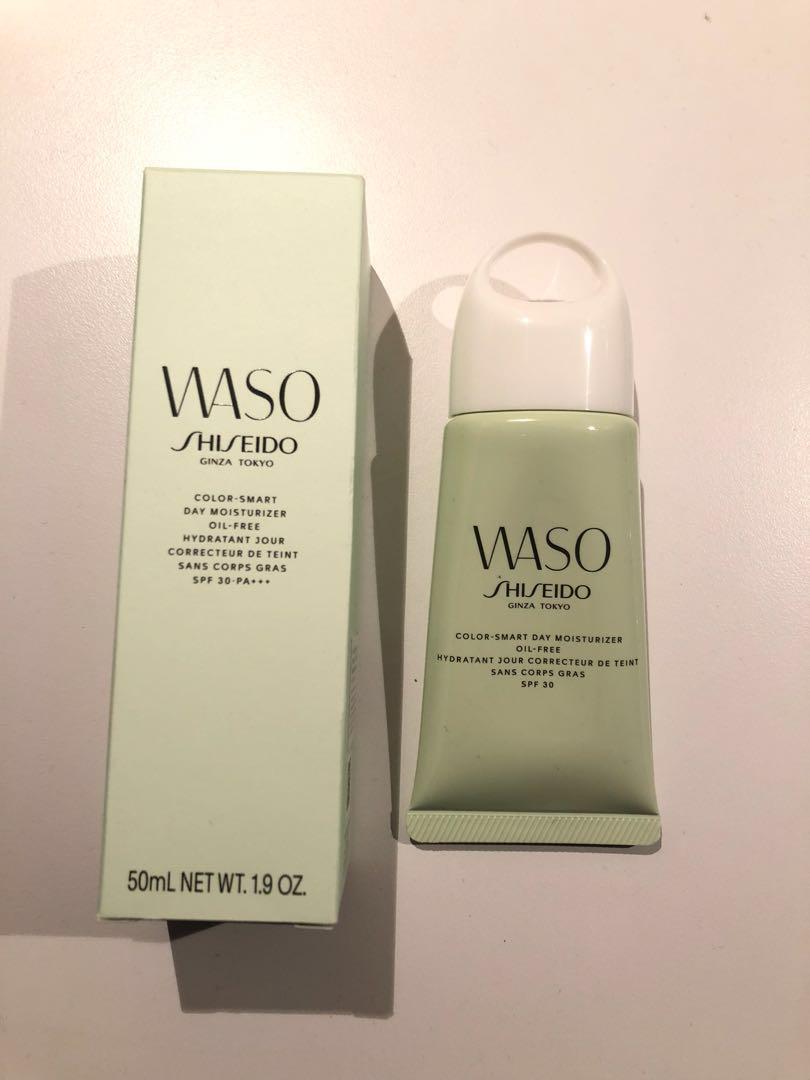 WASO
SHISEIDO
GINZA TOKYO
COLOR-SMART
DAY MOISTURIZER
OIL-FREE
HYDRATANT JOUR
CORRECTEUR DE TEINT
SANS CORPS GRAS
SPF 30·PA+++
50mL NET WT. 1.9 OZ.
WASO
SHISEIDO
GINZA TOKYO
COLOR-SMART DAY MOISTURIZER
OIL-FREE
HYDRATANT JOUR CORRECTEUR DE TEINT
SANS CORPS GRAS
SPF 30